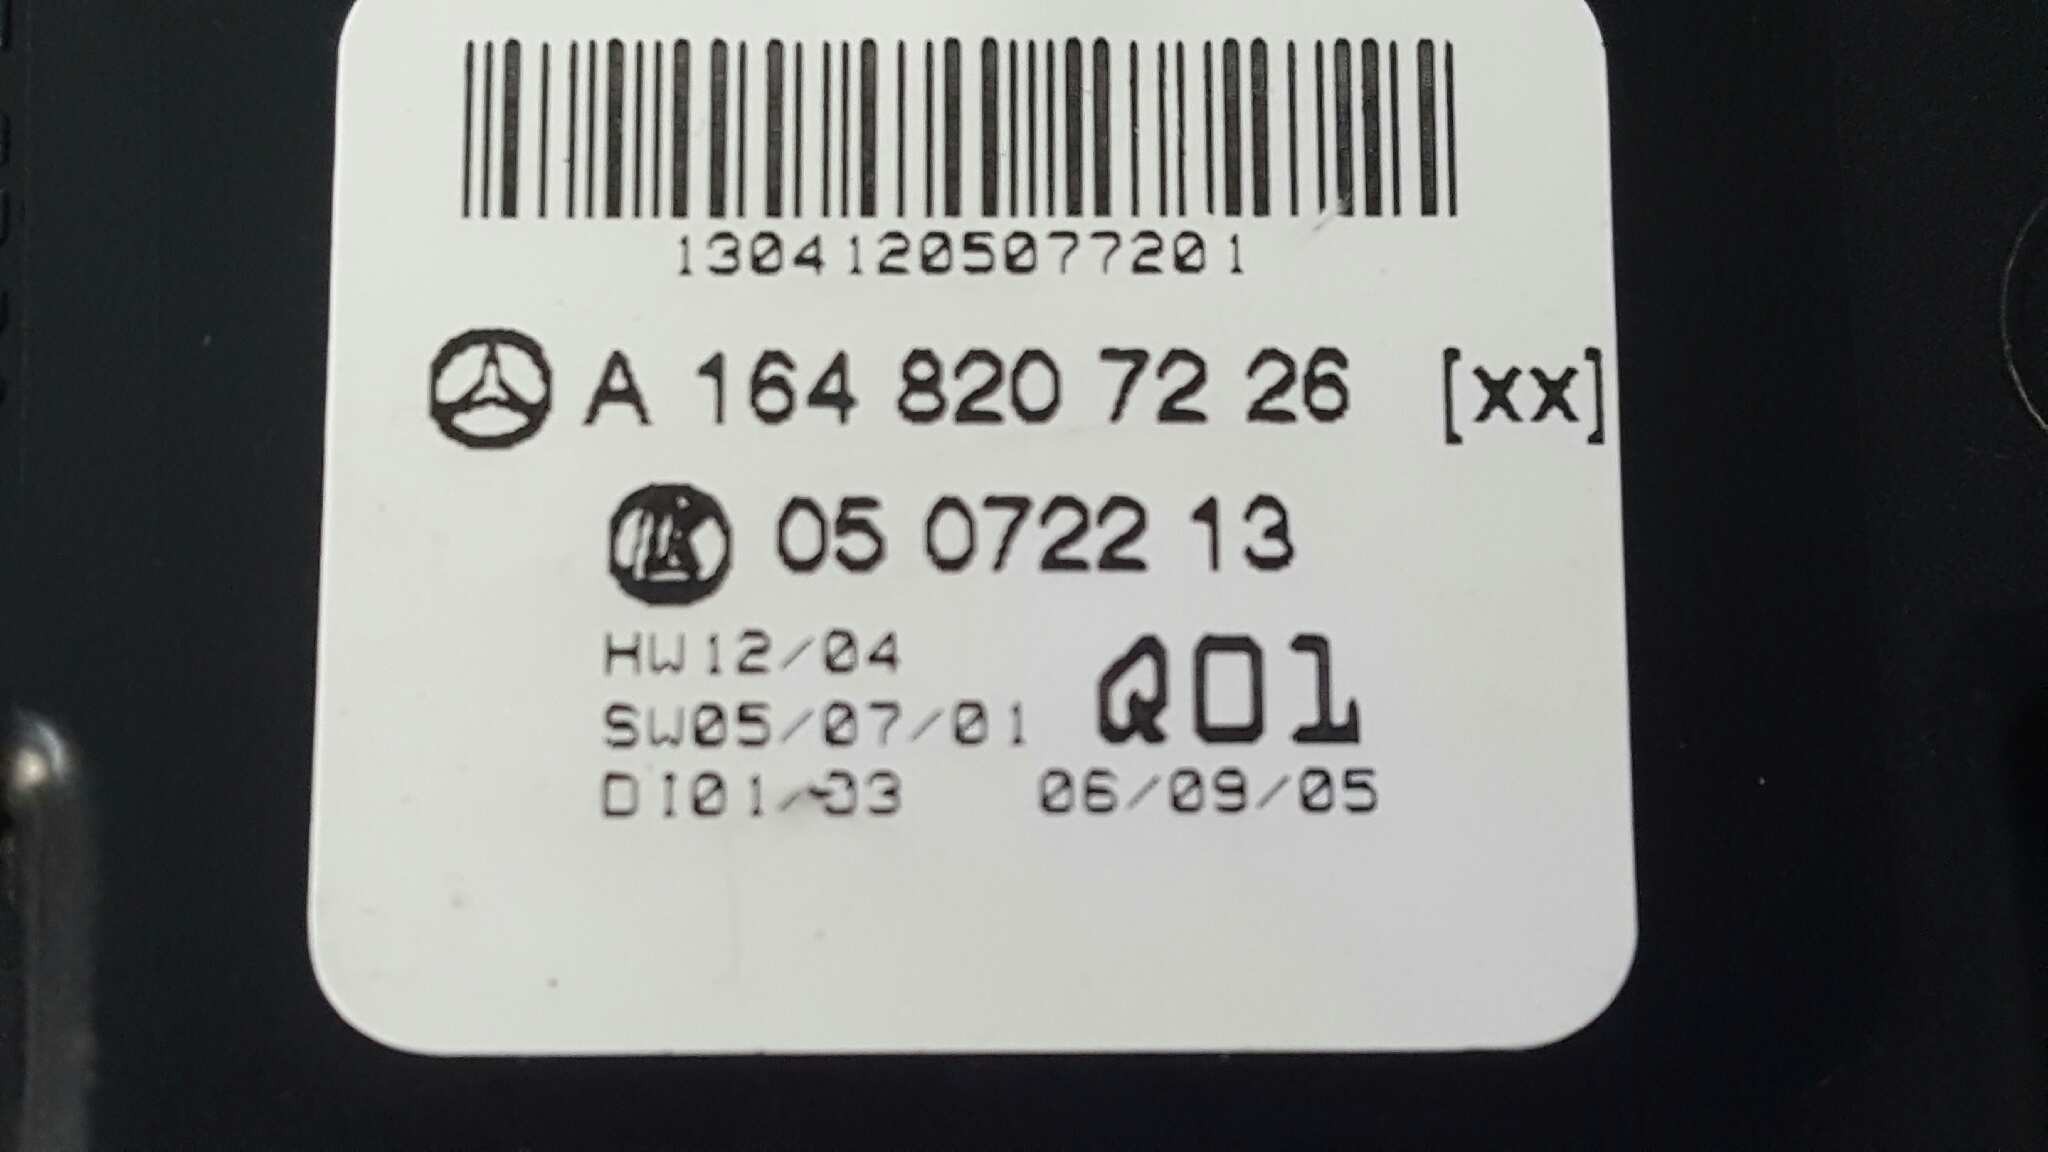 13041205077201
A 164 820 72 26 [xx]
05 0722 13
HW12/04
SW05/07/01 Q01
DI01/03 06/09/05